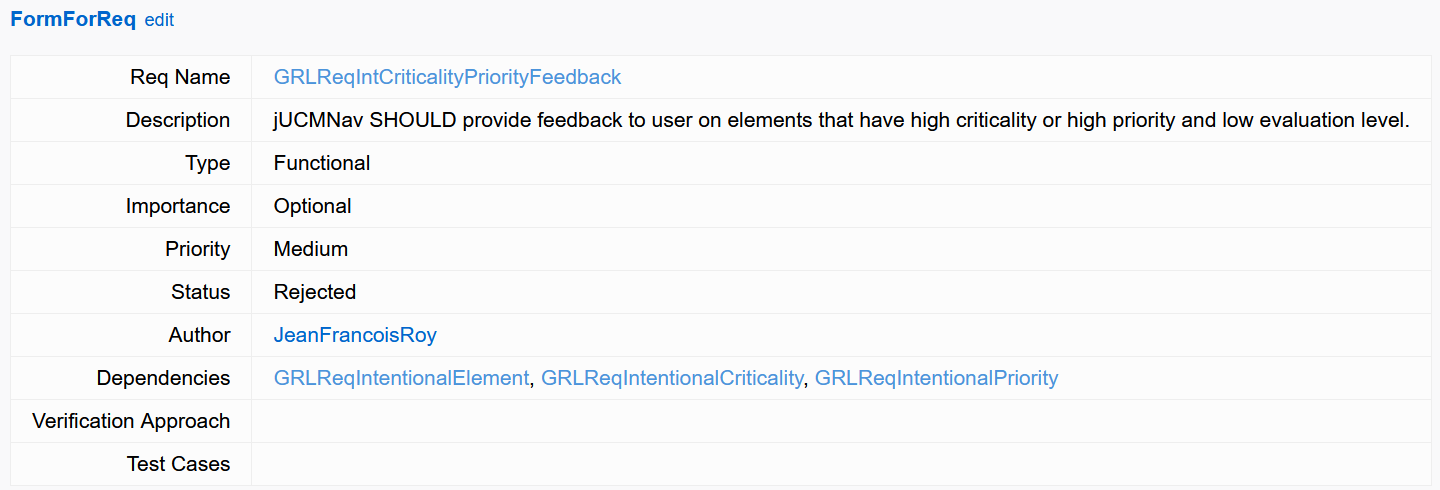 FormForReq edit
Req Name GRLReqIntCriticalityPriorityFeedback
Description jUCMNav SHOULD provide feedback to user on elements that have high criticality or high priority and low evaluation level.
Type Functional
Importance Optional
Priority Medium
Status Rejected
Author JeanFrancoisRoy
Dependencies GRLReqIntentionalElement, GRLReqIntentionalCriticality, GRLReqIntentionalPriority
Verification Approach
Test Cases